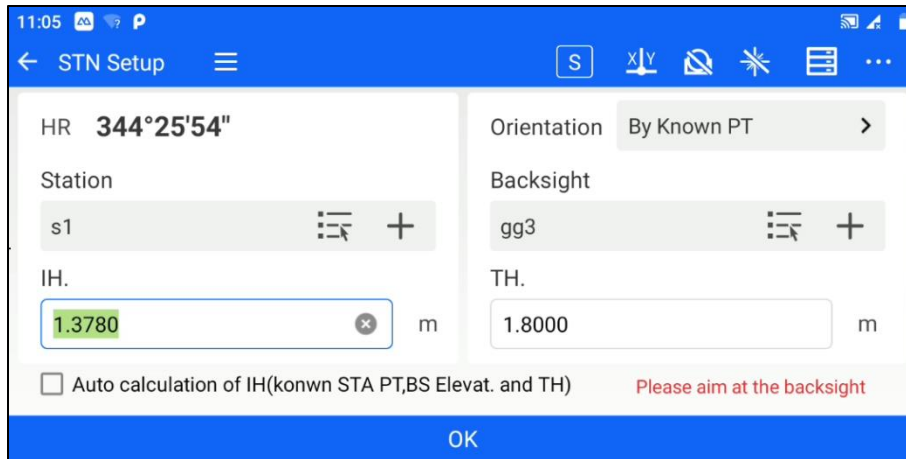 11:05
STN Setup
S
X Y
HR 344°25'54"
Orientation By Known PT
Station
Backsight
s1
gg3
IH.
TH.
1.3780 m
1.8000 m
Auto calculation of IH(konwn STA PT,BS Elevat. and TH)
Please aim at the backsight
OK